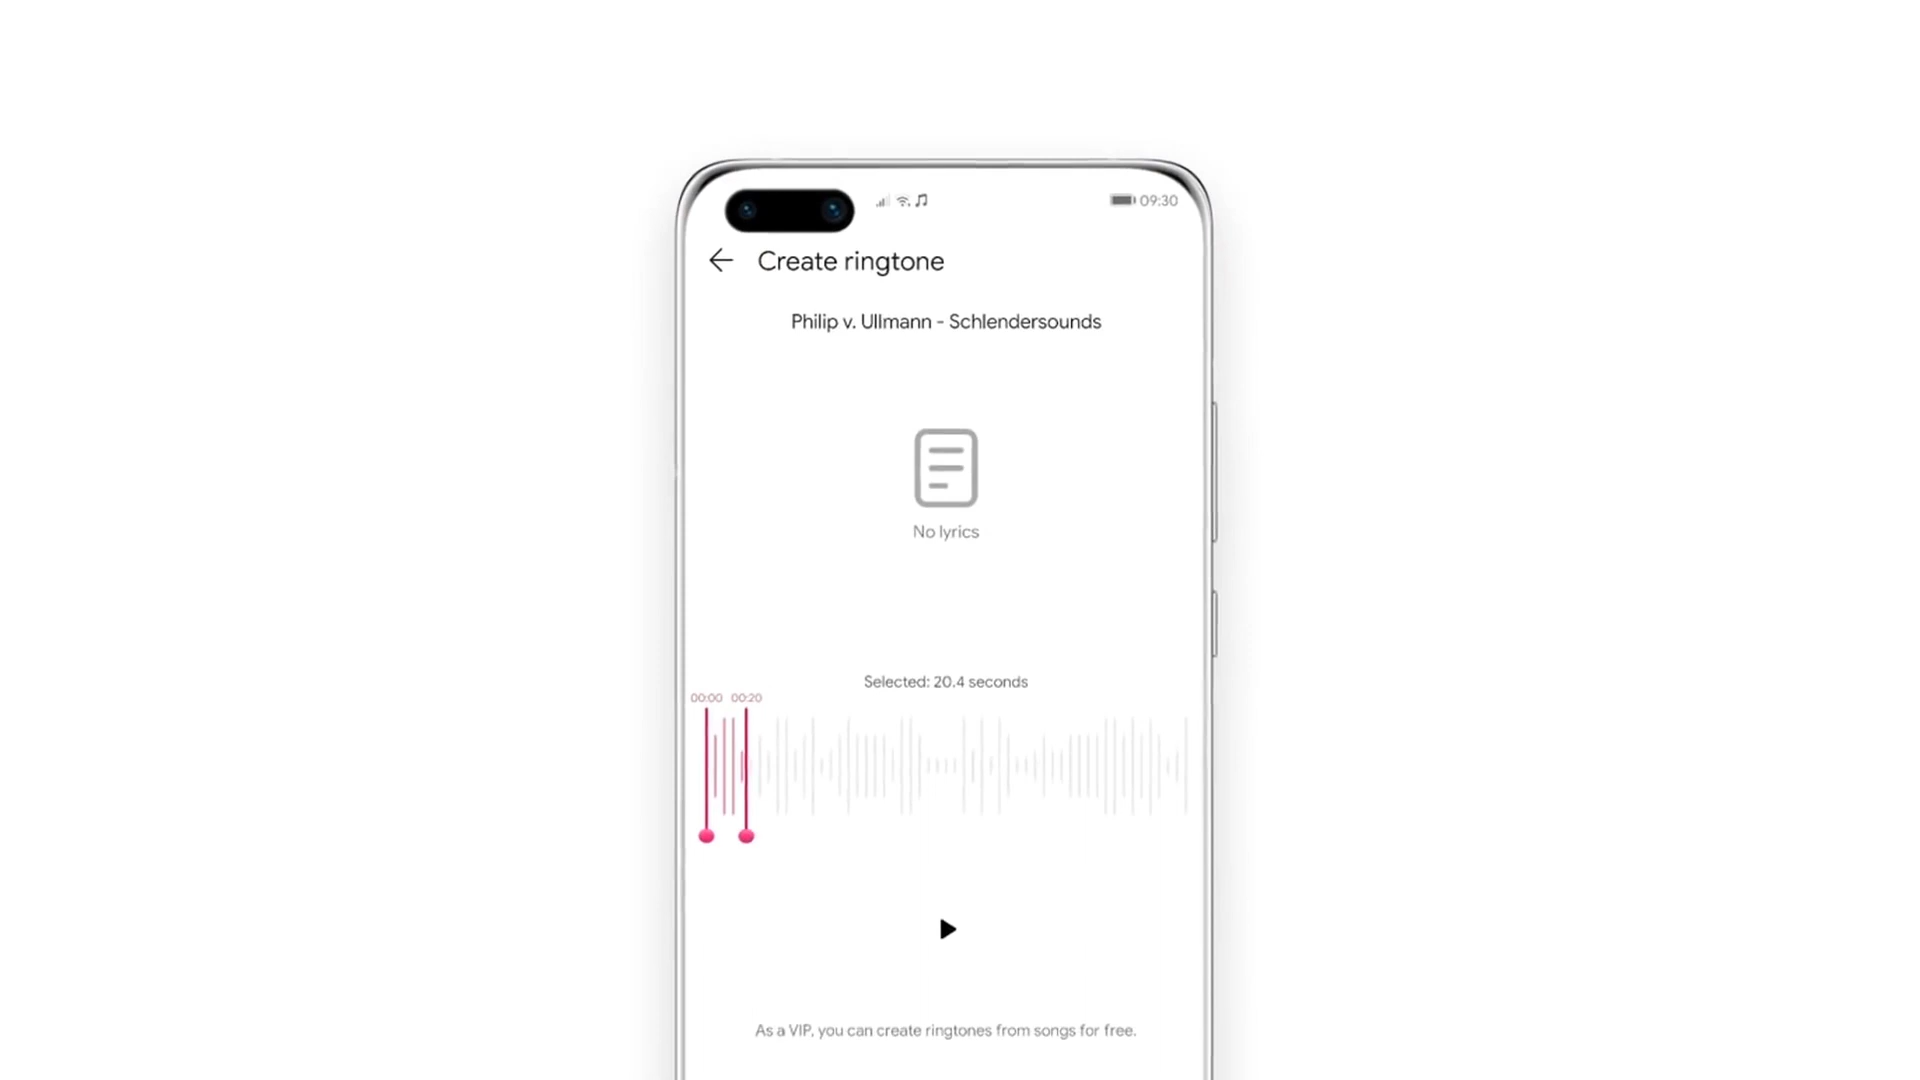 09:30
Create ringtone
Philip v. Ullmann - Schlendersounds
No lyrics
Selected: 20.4 seconds
00:00 00:20
As a VIP, you can create ringtones from songs for free.